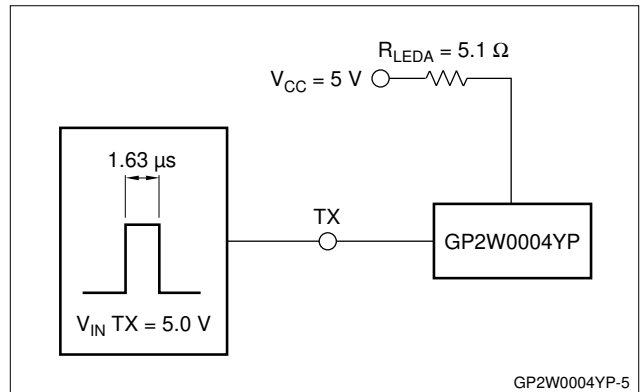 R_LEDA = 5.1 Ω
V_CC = 5 V
1.63 µs
TX
GP2W0004YP
V_IN TX = 5.0 V
GP2W0004YP-5